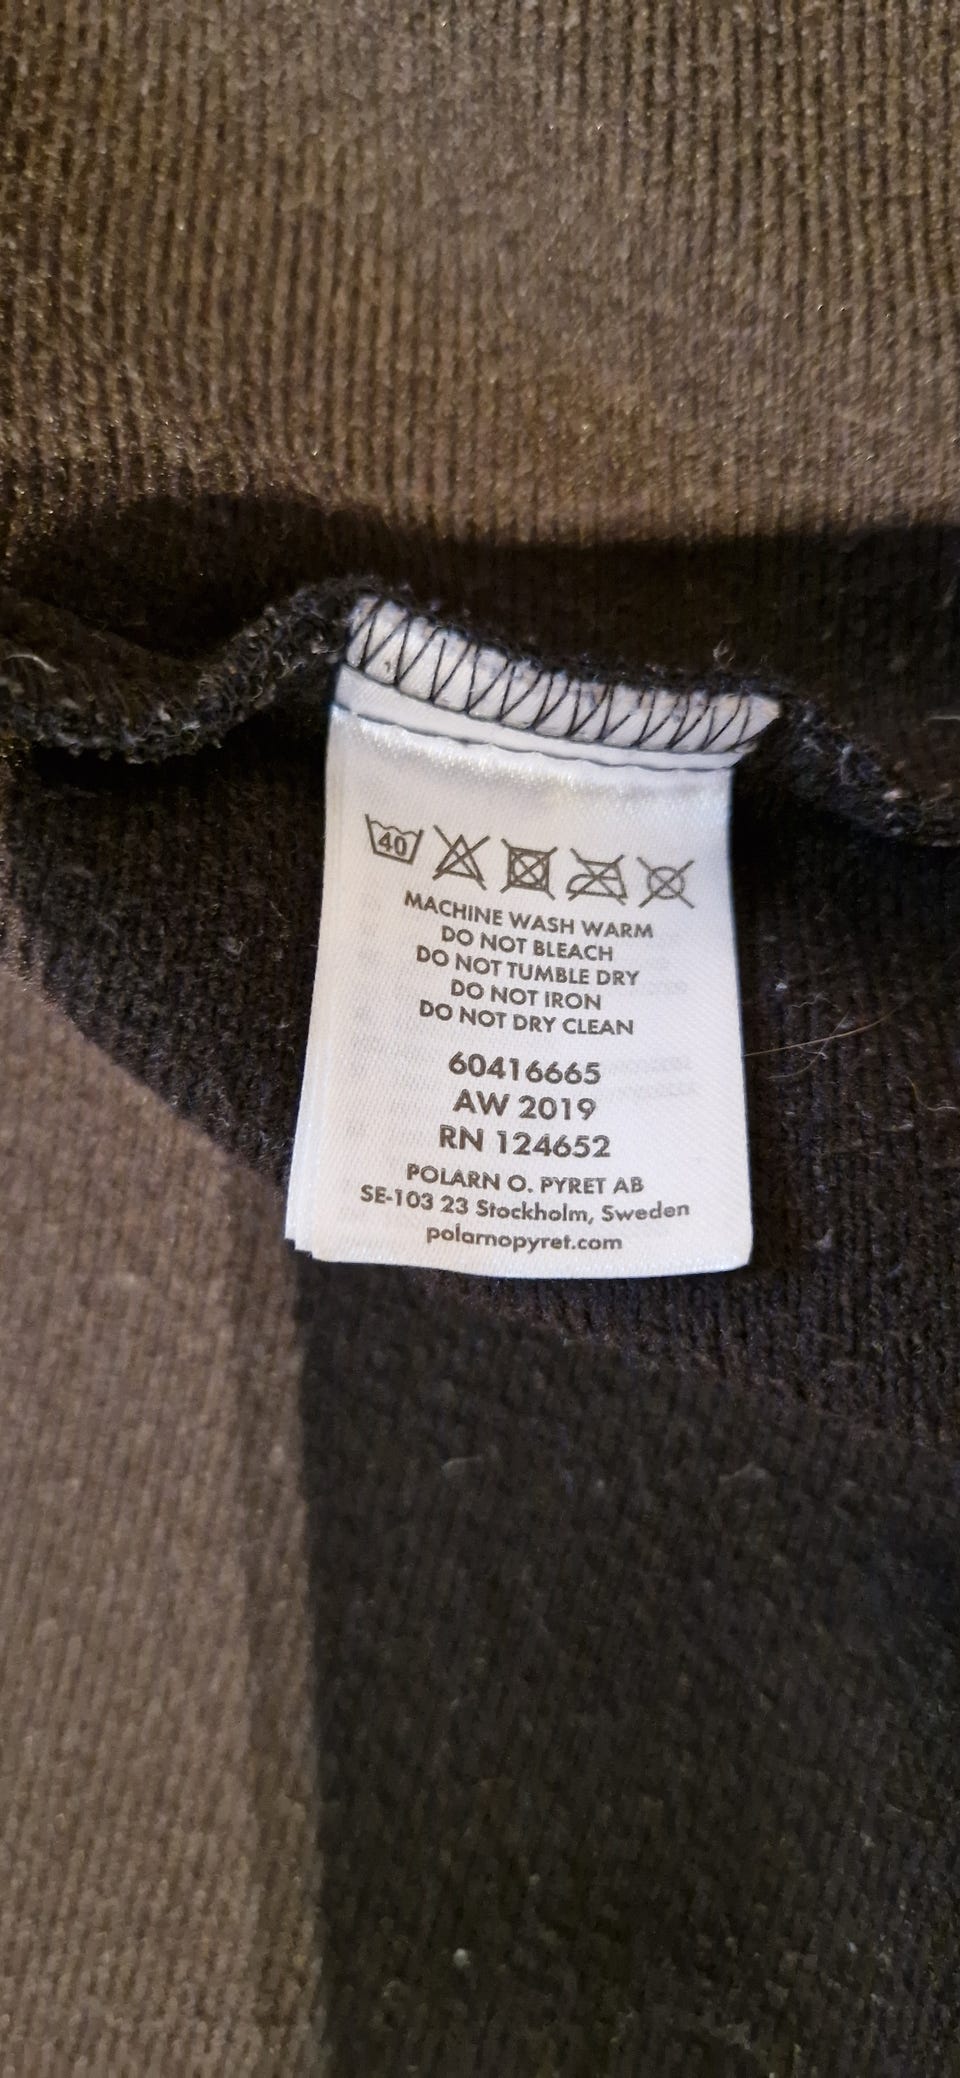 40
MACHINE WASH WARM
DO NOT BLEACH
DO NOT TUMBLE DRY
DO NOT IRON
DO NOT DRY CLEAN
60416665
AW 2019
RN 124652
POLARN O. PYRET AB
SE-103 23 Stockholm, Sweden
polarnopyret.com